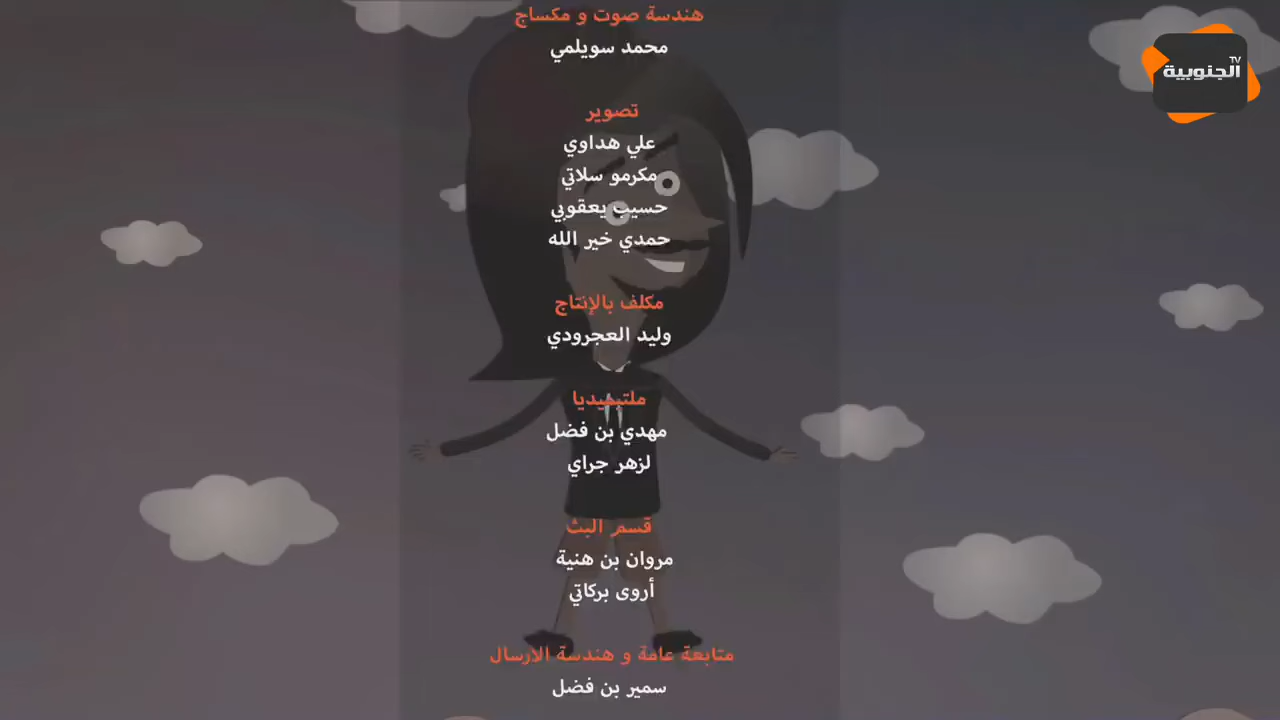 هندسة صوت و مكساج
محمد سويلمي
تصوير
علي هداوي
مكرمو سلاتي
حسيب يعقوبي
حمدي خير الله
مكلف بالإنتاج
وليد العجرودي
ملتيميديا
مهدي بن فضل
لزهر جراي
قسم البث
مروان بن هنية
أروى بركاتي
متابعة عامة و هندسة الارسال
سمير بن فضل
الجنوبية TV